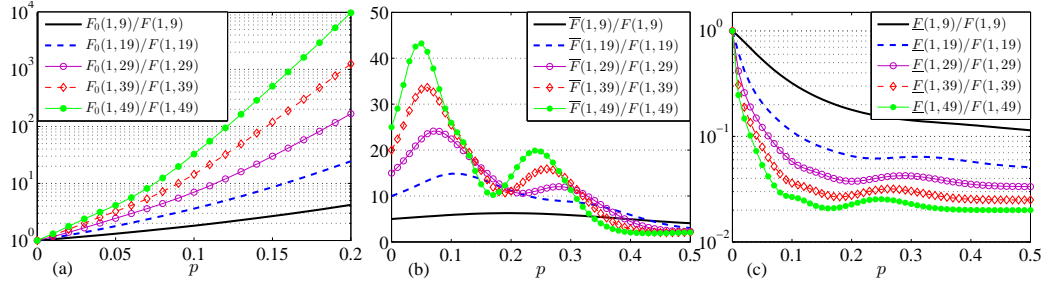 10^4
10^3
10^2
10^1
10^0
0
0.05
0.1
0.15
0.2
(a)
p
F_0(1, 9)/F(1, 9)
F_0(1, 19)/F(1, 19)
F_0(1, 29)/F(1, 29)
F_0(1, 39)/F(1, 39)
F_0(1, 49)/F(1, 49)
50
40
30
20
10
0
0
0.1
0.2
0.3
0.4
0.5
(b)
p
F̅(1, 9)/F(1, 9)
F̅(1, 19)/F(1, 19)
F̅(1, 29)/F(1, 29)
F̅(1, 39)/F(1, 39)
F̅(1, 49)/F(1, 49)
10^0
10^-1
10^-2
0
0.1
0.2
0.3
0.4
0.5
(c)
p
F̲(1, 9)/F(1, 9)
F̲(1, 19)/F(1, 19)
F̲(1, 29)/F(1, 29)
F̲(1, 39)/F(1, 39)
F̲(1, 49)/F(1, 49)